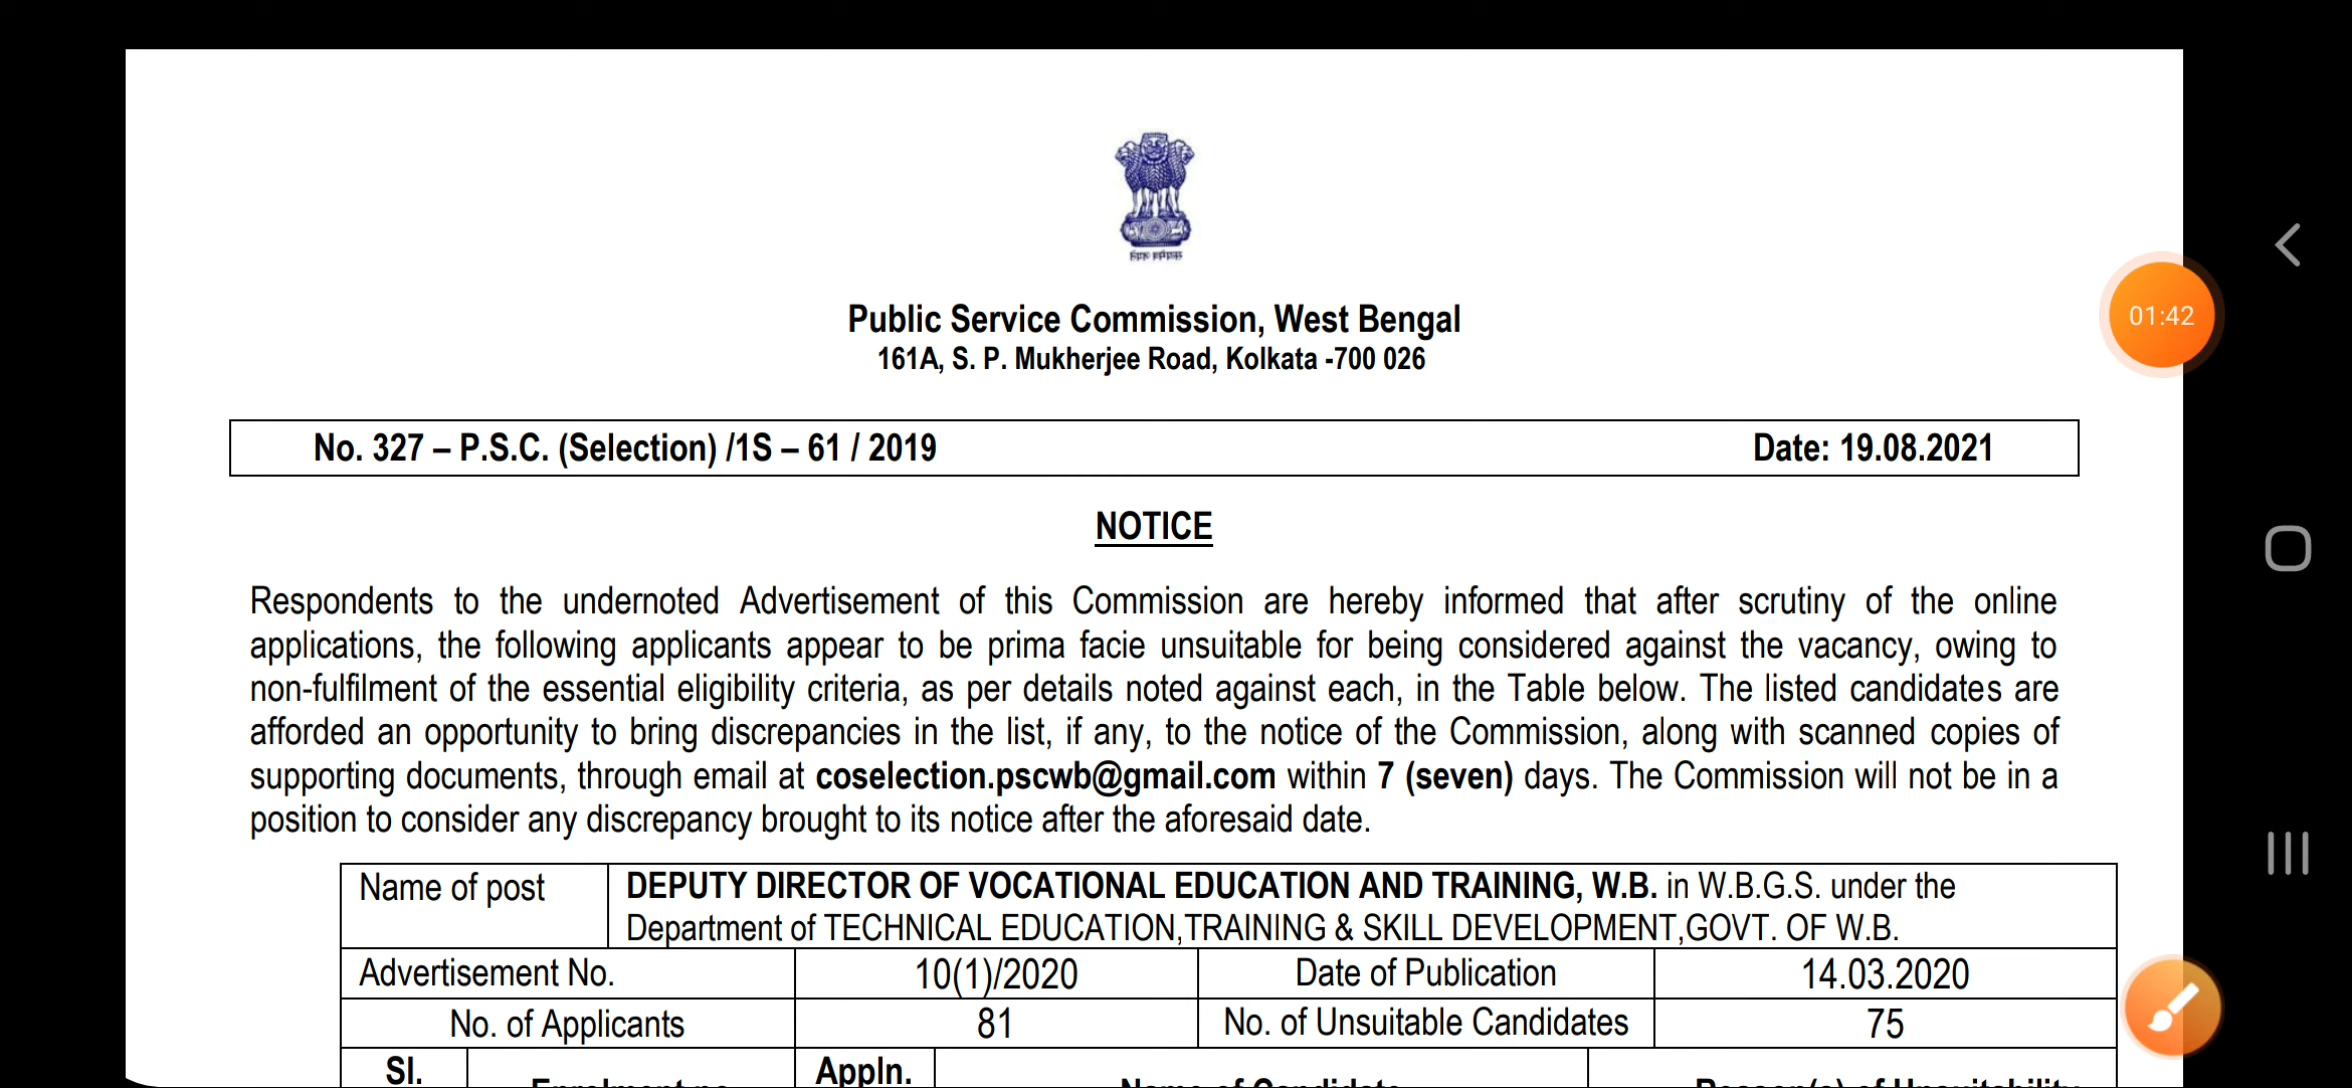 Public Service Commission, West Bengal
161A, S. P. Mukherjee Road, Kolkata -700 026
01:42
No. 327 – P.S.C. (Selection) /1S – 61 / 2019 Date: 19.08.2021
NOTICE
Respondents to the undernoted Advertisement of this Commission are hereby informed that after scrutiny of the online
applications, the following applicants appear to be prima facie unsuitable for being considered against the vacancy, owing to
non-fulfilment of the essential eligibility criteria, as per details noted against each, in the Table below. The listed candidates are
afforded an opportunity to bring discrepancies in the list, if any, to the notice of the Commission, along with scanned copies of
supporting documents, through email at coselection.pscwb@gmail.com within 7 (seven) days. The Commission will not be in a
position to consider any discrepancy brought to its notice after the aforesaid date.
Name of post DEPUTY DIRECTOR OF VOCATIONAL EDUCATION AND TRAINING, W.B. in W.B.G.S. under the
Department of TECHNICAL EDUCATION,TRAINING & SKILL DEVELOPMENT,GOVT. OF W.B.
Advertisement No. 10(1)/2020 Date of Publication 14.03.2020
No. of Applicants 81 No. of Unsuitable Candidates 75
Sl. Appln.